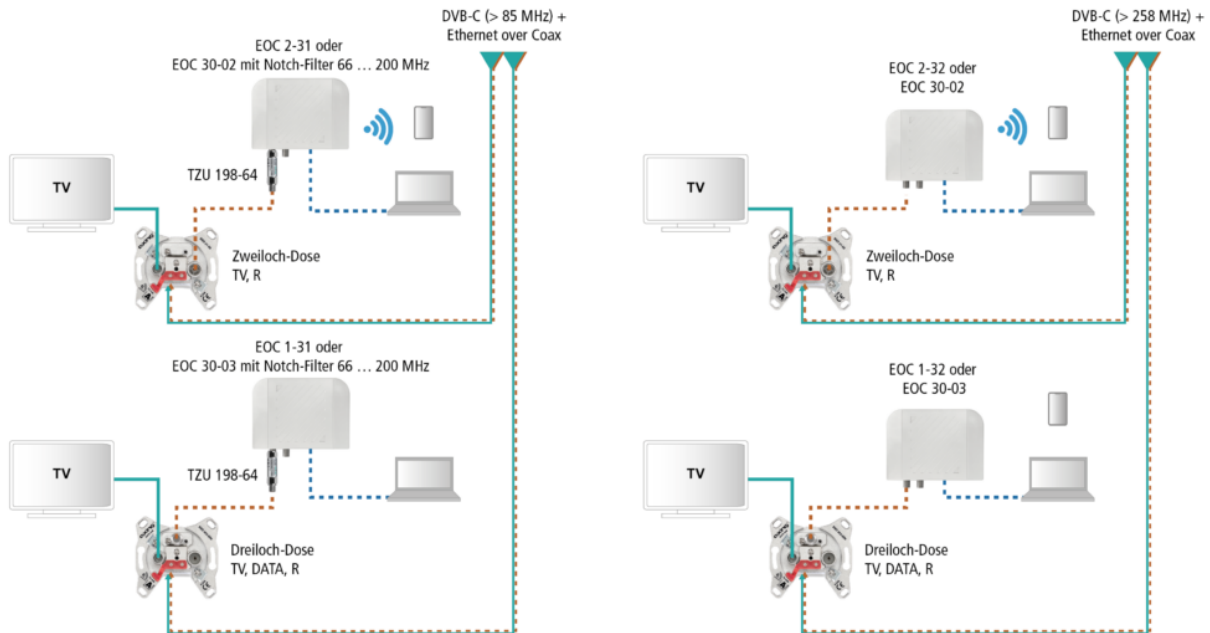 DVB-C (> 85 MHz) +
Ethernet over Coax
EOC 2-31 oder
EOC 30-02 mit Notch-Filter 66 … 200 MHz
TZU 198-64
TV
Zweiloch-Dose
TV, R
EOC 1-31 oder
EOC 30-03 mit Notch-Filter 66 … 200 MHz
TZU 198-64
TV
Dreiloch-Dose
TV, DATA, R
DVB-C (> 258 MHz) +
Ethernet over Coax
EOC 2-32 oder
EOC 30-02
TV
Zweiloch-Dose
TV, R
EOC 1-32 oder
EOC 30-03
TV
Dreiloch-Dose
TV, DATA, R